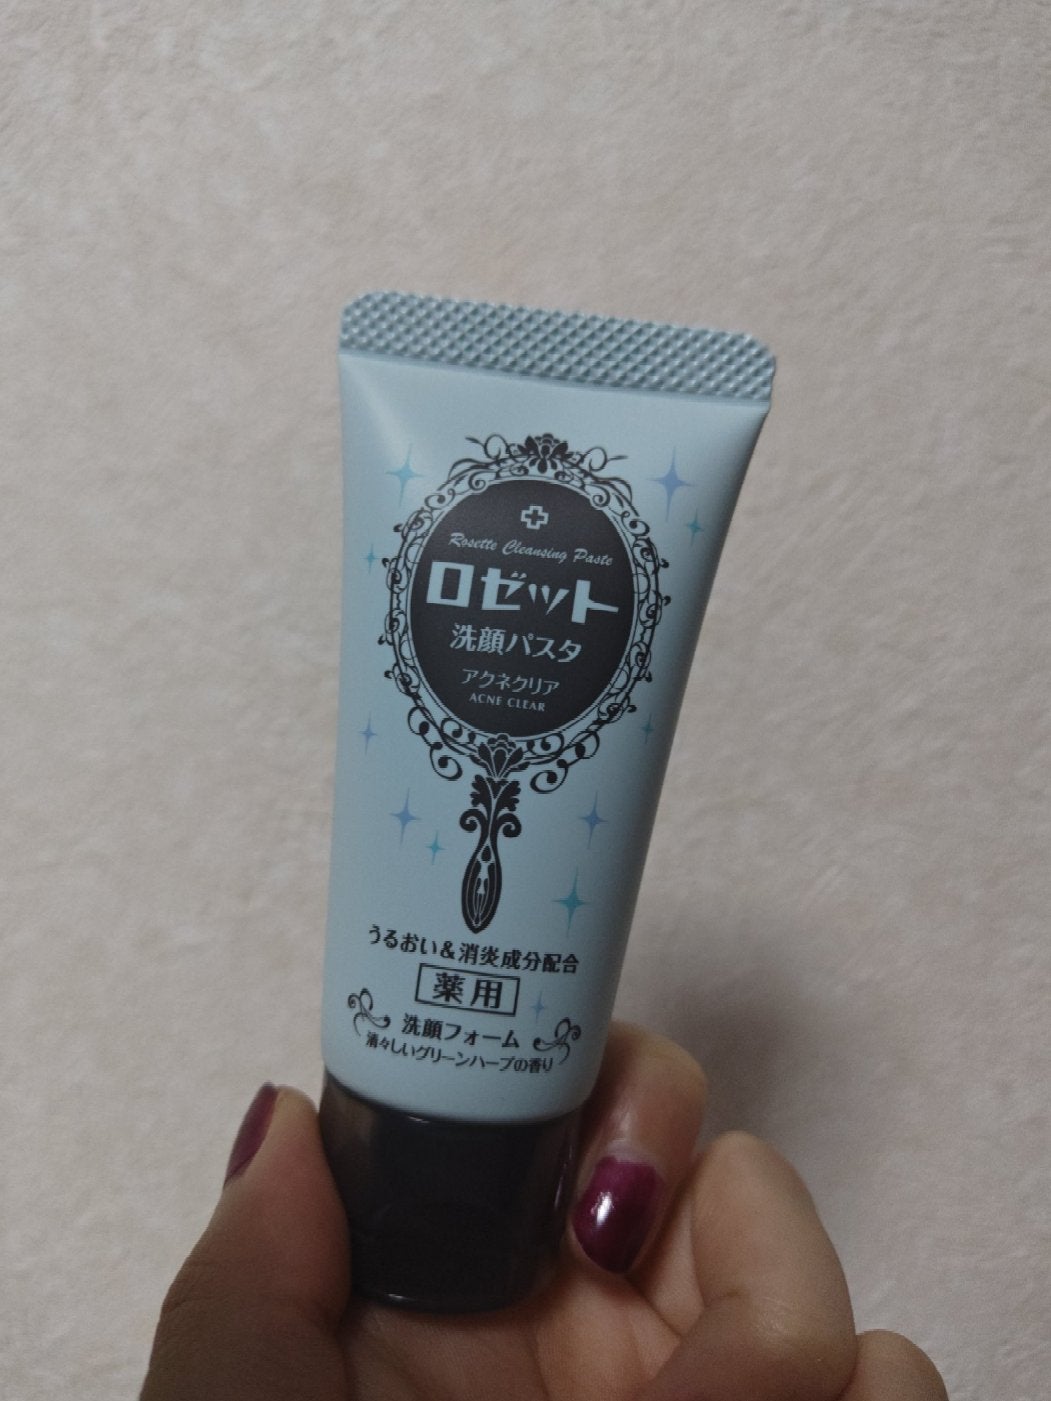 Rosette Cleansing Paste
ロゼット
洗顔パスタ
アクネクリア
ACNE CLEAR
うるおい&消炎成分配合
薬用
洗顔フォーム
清々しいグリーンハーブの香り